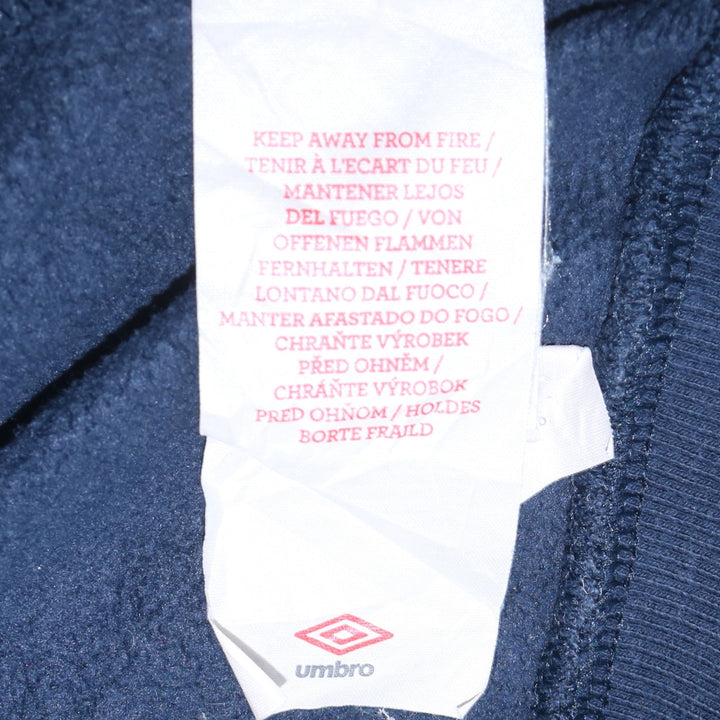 KEEP AWAY FROM FIRE /
TENIR À L'ECART DU FEU /
MANTENER LEJOS
DEL FUEGO / VON
OFFENEN FLAMMEN
FERNHALTEN / TENERE
LONTANO DAL FUOCO /
MANTER AFASTADO DO FOGO /
CHRAŇTE VÝROBEK
PŘED OHNĚM /
CHRÁŇTE VÝROBOK
PRED OHŇOM / HOLDES
BORTE FRAILD
umbro